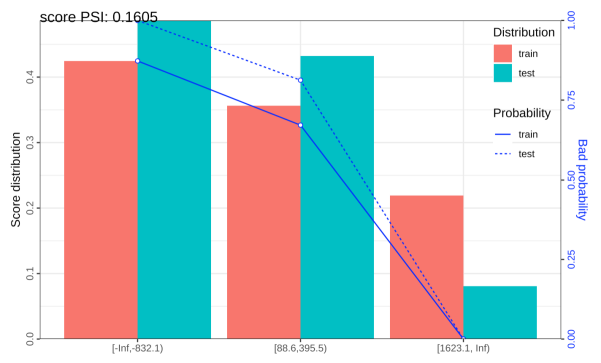 score PSI: 0.1605
Score distribution
0.0
0.1
0.2
0.3
0.4
[-Inf,-832.1)
[88.6,395.5)
[1623.1, Inf)
0.00
0.25
0.50
0.75
1.00
Bad probability
Distribution
train
test
Probability
train
test